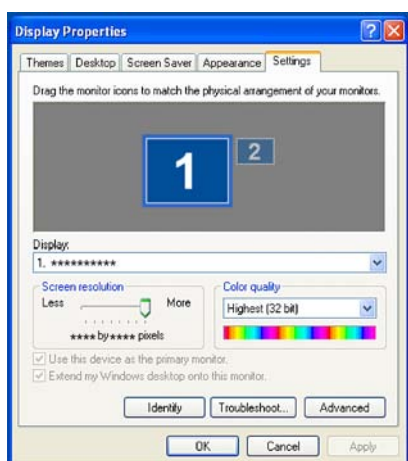 Display Properties
Themes Desktop Screen Saver Appearance Settings
Drag the monitor icons to match the physical arrangement of your monitors.
1 2
Display:
1. **********
Screen resolution
Less More
**** by **** pixels
Color quality
Highest (32 bit)
Use this device as the primary monitor.
Extend my Windows desktop onto this monitor.
Identify Troubleshoot... Advanced
OK Cancel Apply